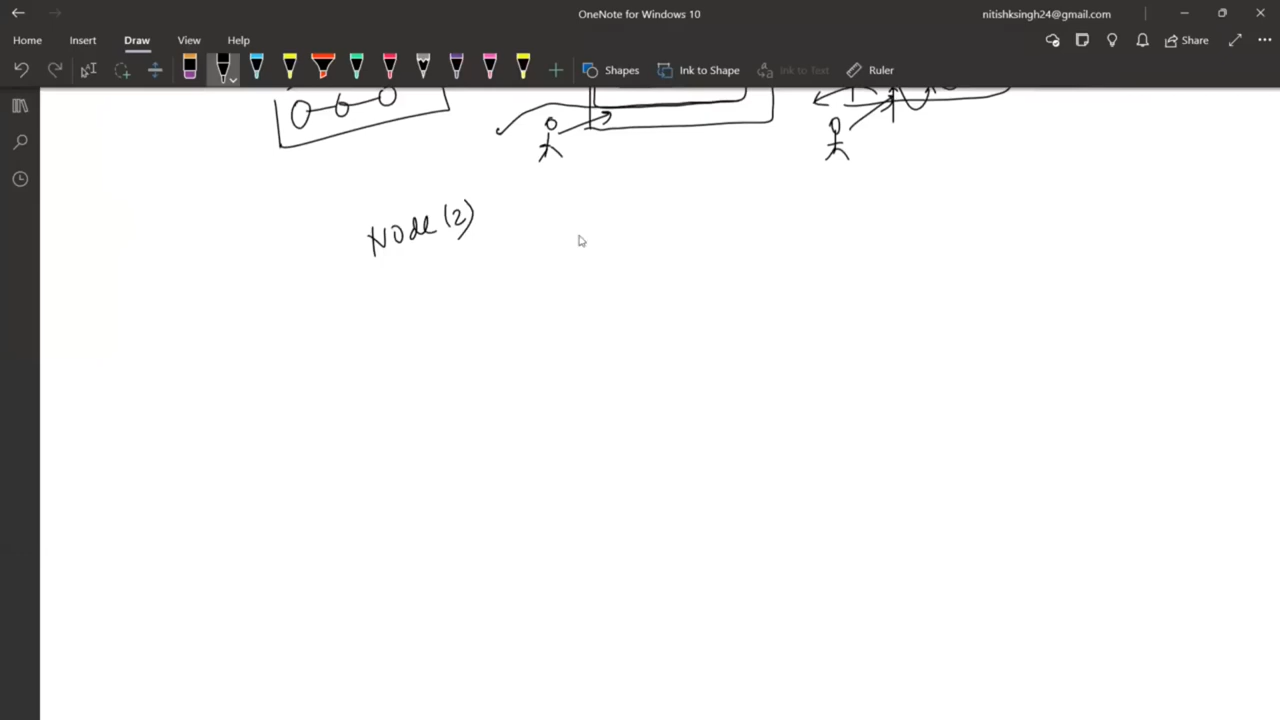 OneNote for Windows 10
nitishksingh24@gmail.com
Home Insert Draw View Help
Share
Shapes Ink to Shape Ink to Text Ruler
Node (2)